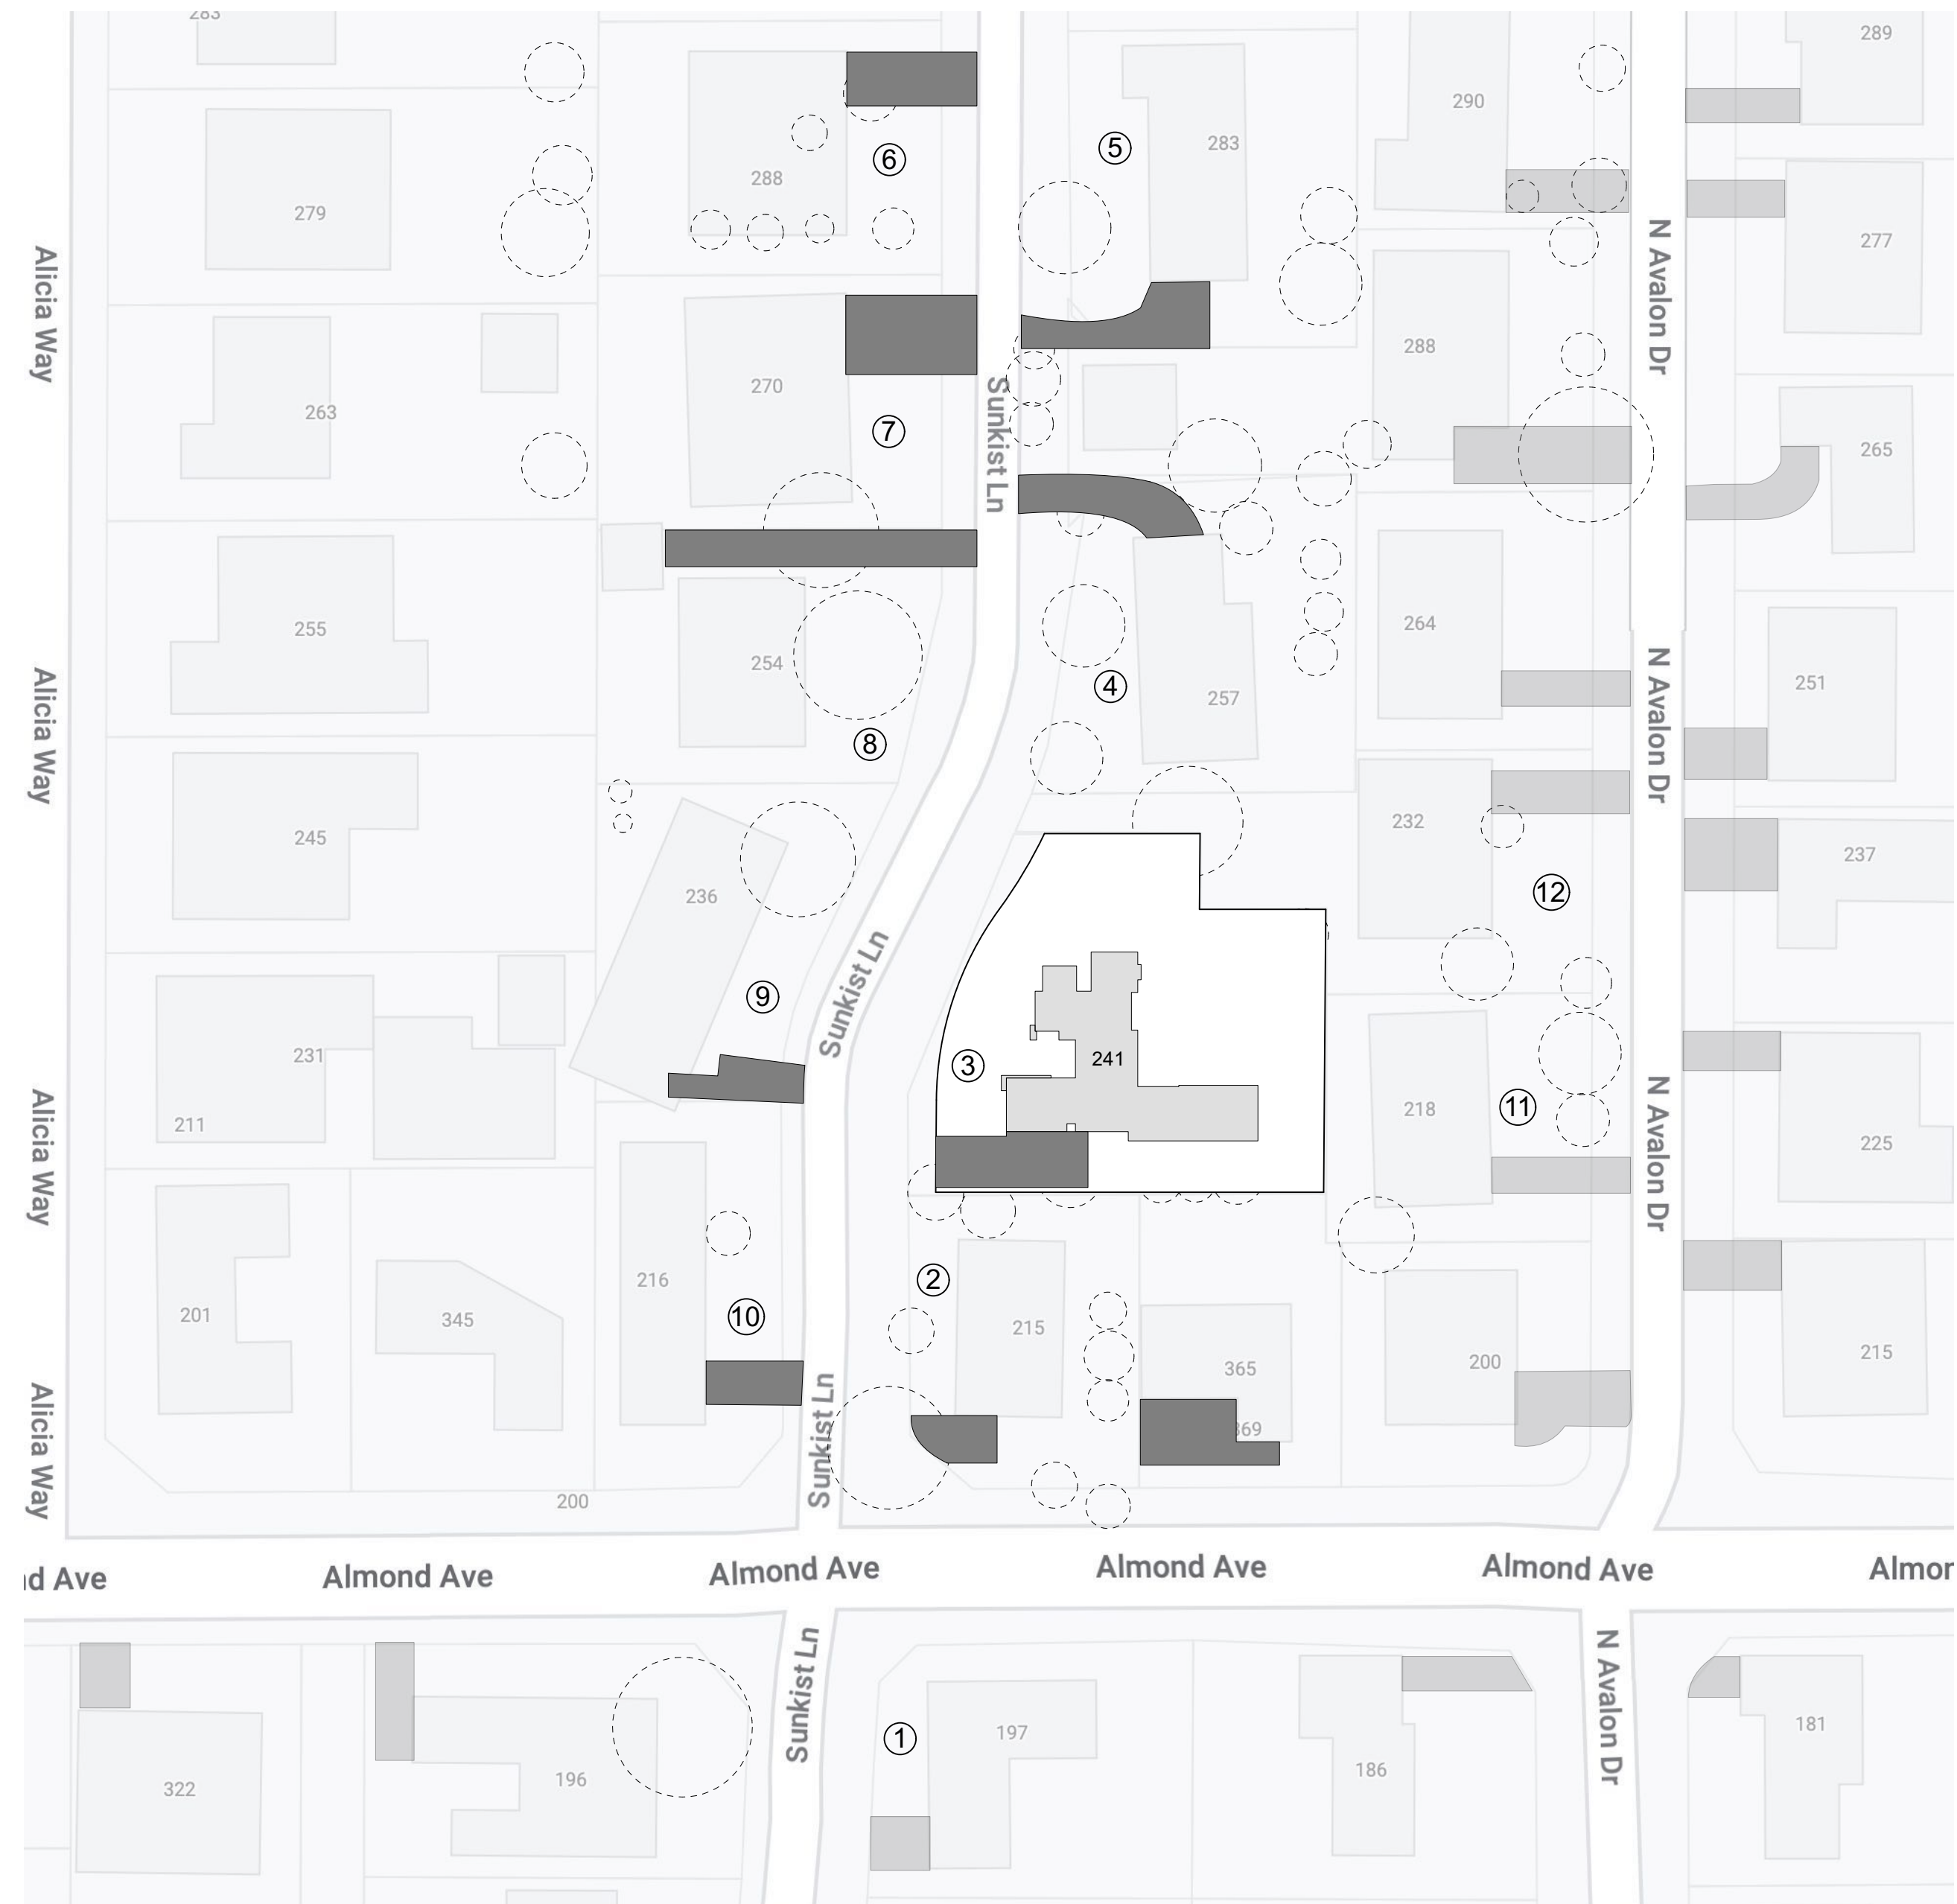 283
289
290
5
283
6
288
279
277
N Avalon Dr
Alicia Way
288
270
263
Sunkist Ln
7
265
255
264
254
4
257
251
N Avalon Dr
Alicia Way
8
232
245
237
236
12
Sunkist Ln
9
3
241
231
11
218
211
225
N Avalon Dr
Alicia Way
2
216
10
201
345
215
365
200
215
369
Sunkist Ln
Alicia Way
200
nd Ave
Almond Ave
Almond Ave
Almond Ave
Almond Ave
Almon
Sunkist Ln
N Avalon Dr
1
197
181
322
196
186